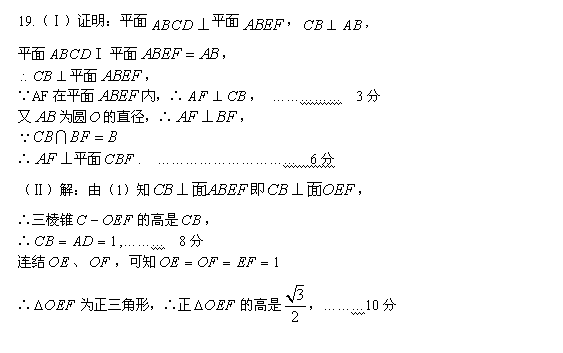 19.(Ⅰ)证明：平面ABCD⊥平面ABEF，CB⊥AB，
平面ABCDⅠ平面ABEF＝AB，
∴CB⊥平面ABEF，
∵AF在平面ABEF内，∴AF⊥CB， ……………… 3分
又AB为圆O的直径，∴AF⊥BF，
∵CB⋂BF＝B
∴AF⊥平面CBF． ………………………………6分
（Ⅱ）解：由（1）知CB⊥面ABEF即CB⊥面OEF，
∴三棱锥C－OEF的高是CB，
∴CB＝AD＝1,……… 8分
连结OE、OF，可知OE＝OF＝EF＝1
∴ΔOEF为正三角形，∴正ΔOEF的高是√3/2，………10分